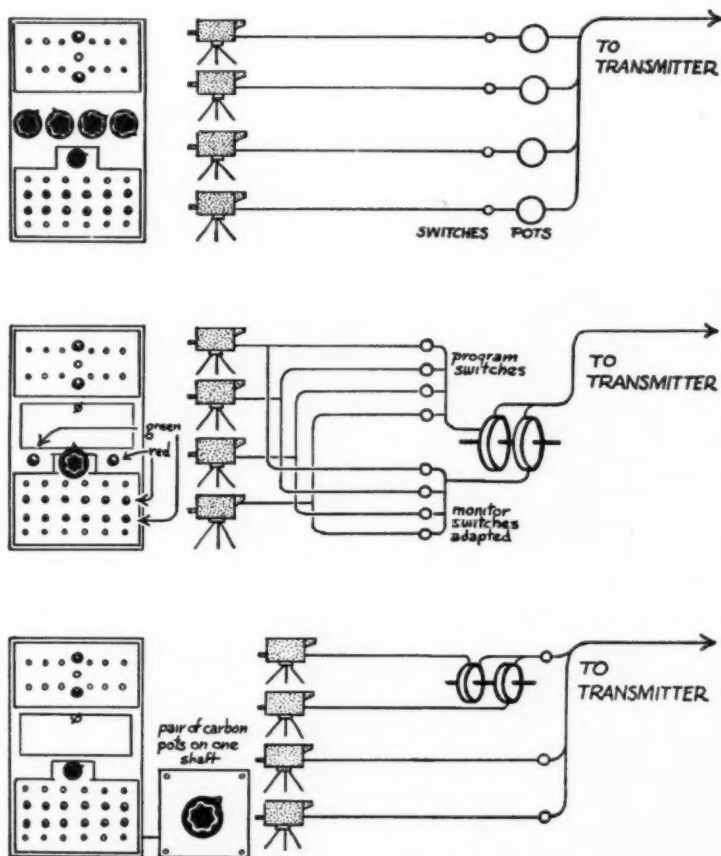 TO
TRANSMITTER
SWITCHES POTS
program
switches
TO
TRANSMITTER
green
red
monitor
switches
adapted
TO
TRANSMITTER
pair of carbon
pots on one
shaft